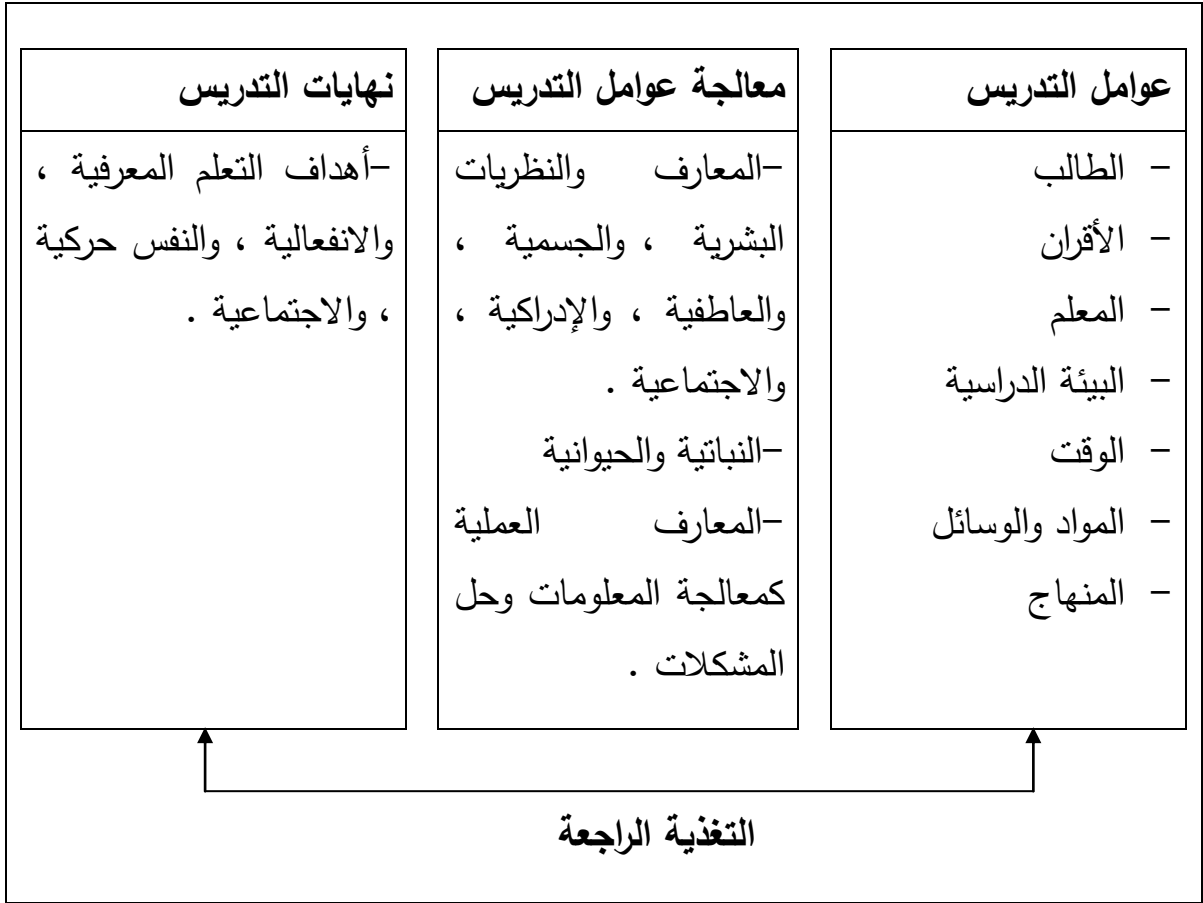 عوامل التدريس
- الطالب
- الأقران
- المعلم
- البيئة الدراسية
- الوقت
- المواد والوسائل
- المنهاج
معالجة عوامل التدريس
-المعارف والنظريات
البشرية ، والجسمية ،
والعاطفية ، والإدراكية ،
والاجتماعية .
-النباتية والحيوانية
-المعارف العملية
كمعالجة المعلومات وحل
المشكلات .
نهايات التدريس
-أهداف التعلم المعرفية ،
والانفعالية ، والنفس حركية
، والاجتماعية .
التغذية الراجعة